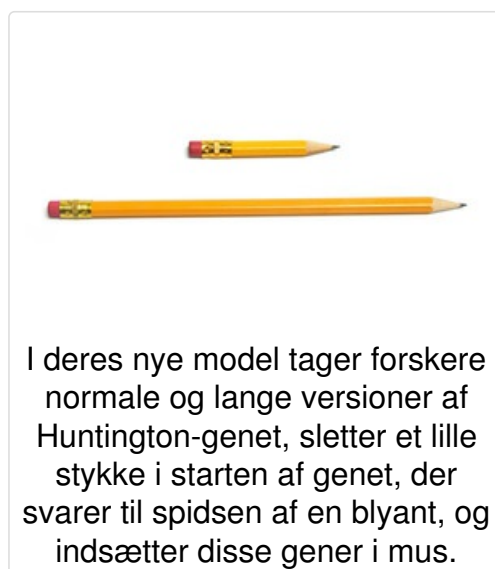 I deres nye model tager forskere
normale og lange versioner af
Huntington-genet, sletter et lille
stykke i starten af genet, der
svarer til spidsen af en blyant, og
indsætter disse gener i mus.